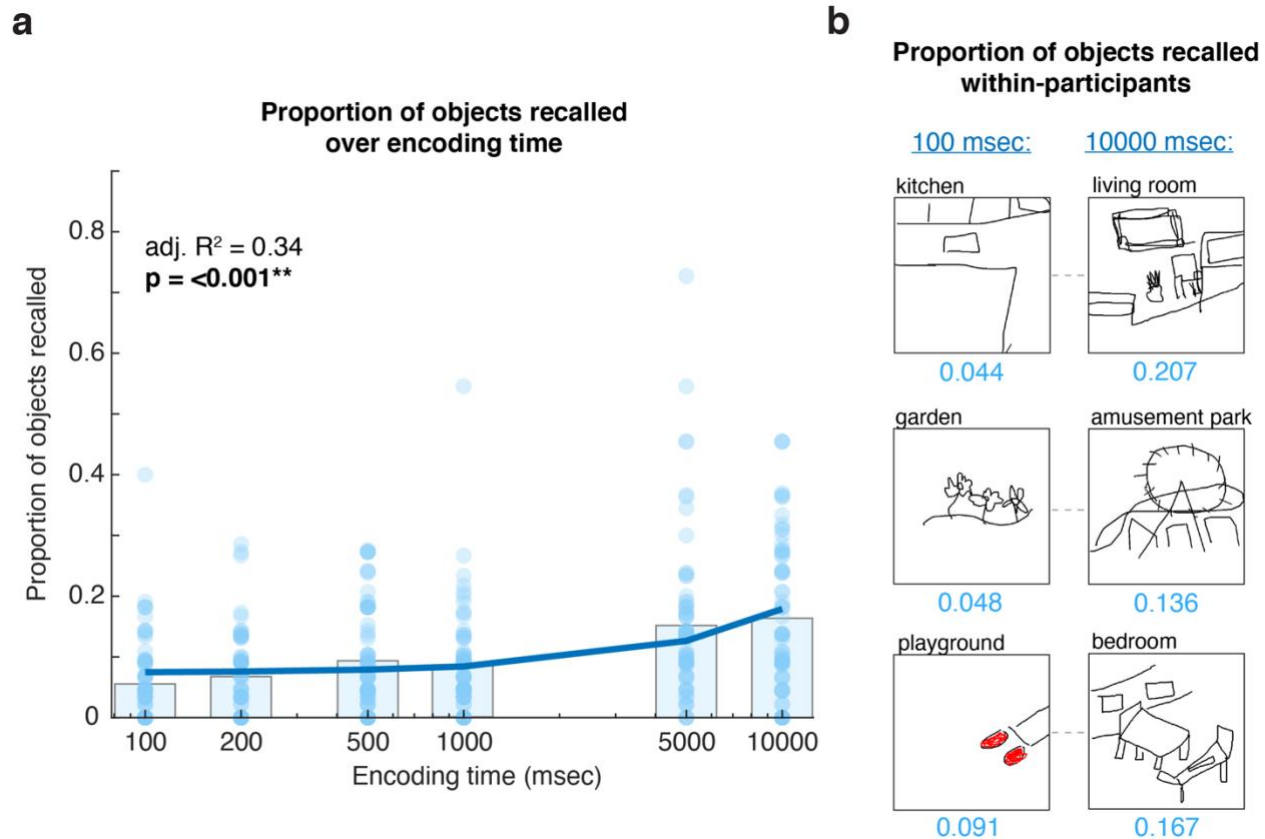 a
Proportion of objects recalled
over encoding time
adj. R² = 0.34
p = <0.001**
Proportion of objects recalled
0.8
0.6
0.4
0.2
0
100 200 500 1000 5000 10000
Encoding time (msec)
b
Proportion of objects recalled
within-participants
100 msec: 10000 msec:
kitchen living room
0.044 0.207
garden amusement park
0.048 0.136
playground bedroom
0.091 0.167